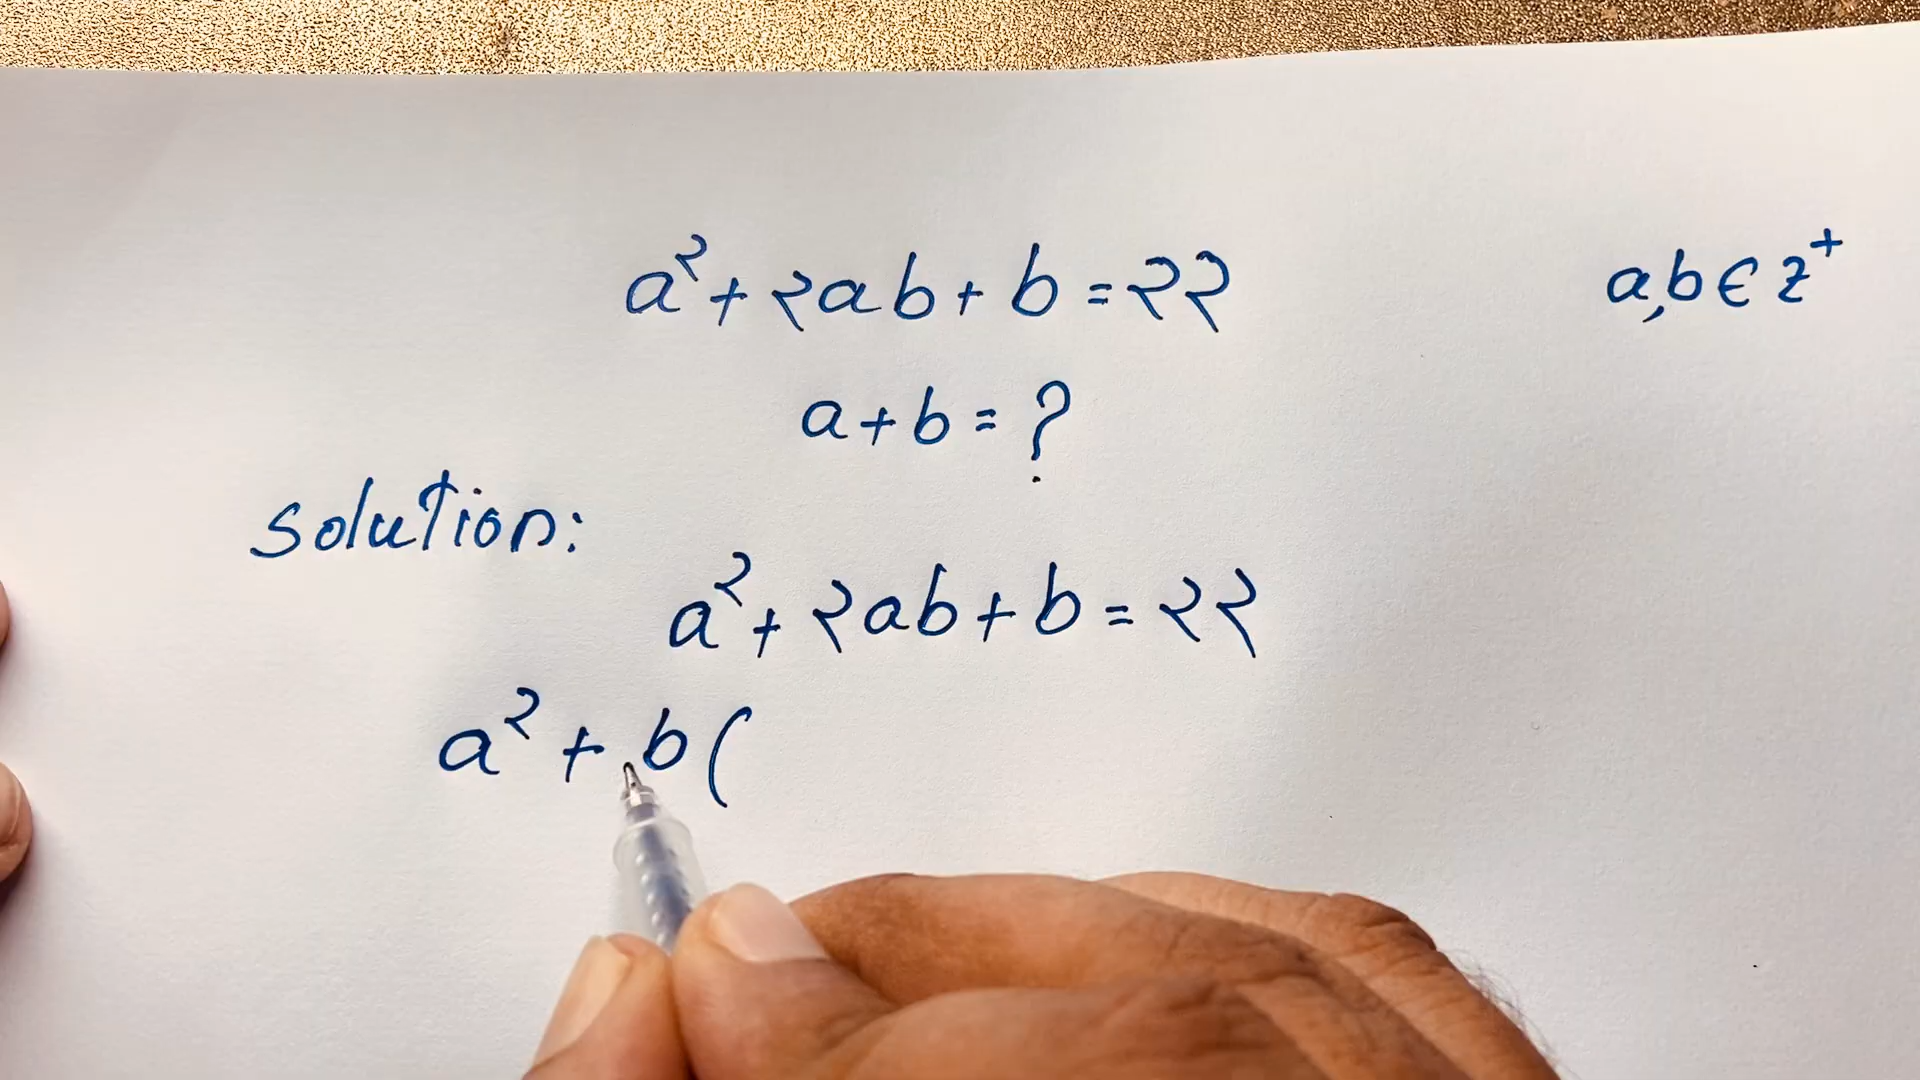 a² + 2ab + b = 22
a, b ∈ z⁺
a + b = ?
Solution:
a² + 2ab + b = 22
a² + b (